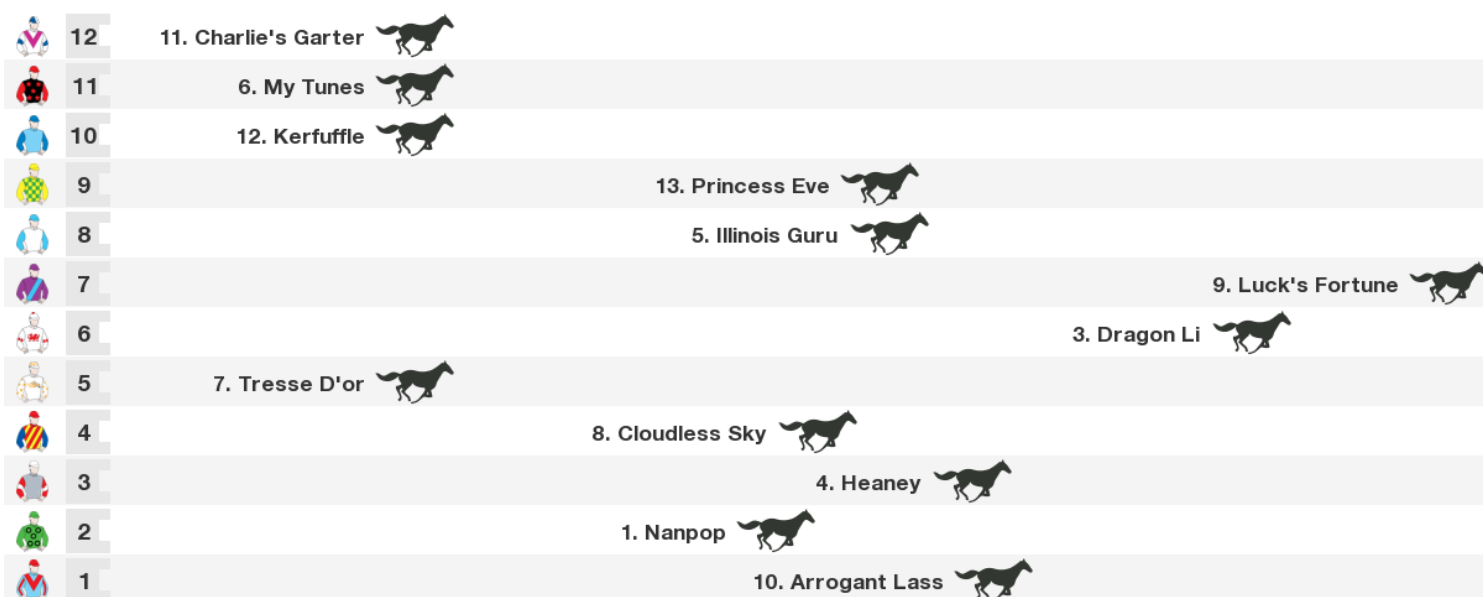 12 11. Charlie's Garter
11 6. My Tunes
10 12. Kerfuffle
9 13. Princess Eve
8 5. Illinois Guru
7 9. Luck's Fortune
6 3. Dragon Li
5 7. Tresse D'or
4 8. Cloudless Sky
3 4. Heaney
2 1. Nanpop
1 10. Arrogant Lass